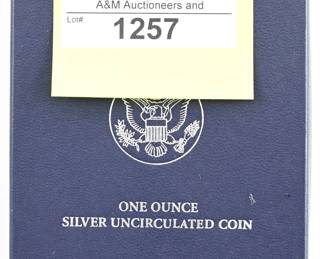 A&M Auctioneers and
Lot#
1257
ONE OUNCE
SILVER UNCIRCULATED COIN